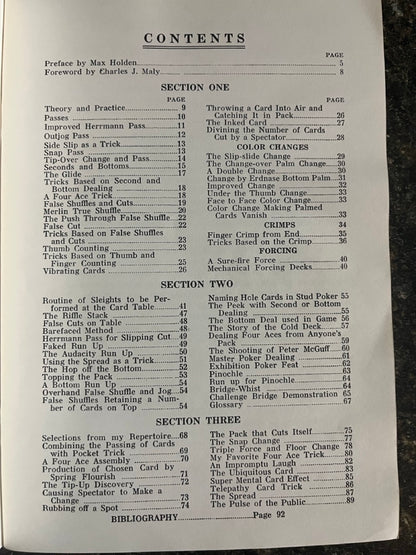 CONTENTS
PAGE
Preface by Max Holden 5
Foreword by Charles J. Maly 8
SECTION ONE
PAGE
Theory and Practice 9
Passes 10
Improved Herrmann Pass 11
Outjog Pass 12
Side Slip as a Trick 13
Snap Pass 13
Tip-Over Change and Pass 14
Seconds and Bottoms 15
The Glide 17
Tricks Based on Second and
Bottom Dealing 18
A Four Ace Trick 18
False Shuffles and Cuts 19
Merlin True Shuffle 20
The Push Through False Shuffle 22
False Cut 22
Tricks Based on False Shuffles
and Cuts 23
Thumb Counting 23
Tricks Based on Thumb and
Finger Counting 25
Vibrating Cards 26
PAGE
Throwing a Card Into Air and
Catching It in Pack 26
The Inked Card 27
Divining the Number of Cards
Cut by a Spectator 28
COLOR CHANGES
The Slip-slide Change 29
The Change-over Palm Change 30
A Double Change 30
Change by Erdnase Bottom Palm 31
Improved Change 32
Under the Thumb Change 33
Face to Face Color Change 33
Color Change Making Palmed
Cards Vanish 33
CRIMPS 34
Finger Crimp from End 35
Tricks Based on the Crimp 36
FORCING
A Sure-fire Force 40
Mechanical Forcing Decks 40
SECTION TWO
Routine of Sleights to be Per-
formed at the Card Table 41
The Riffle Stack 47
False Cuts on Table 48
Barefaced Method 48
Herrmann Pass for Slipping Cut 49
Faked Run Up 49
The Audacity Run Up 50
Using the Spread as a Trick 51
The Hop off the Bottom 52
Topping the Pack 53
A Bottom Run Up 54
Overhand False Shuffle and Jog 54
False Shuffles Retaining a Num-
ber of Cards on Top 54
Naming Hole Cards in Stud Poker 55
The Peek with Second or Bottom
Dealing 55
The Bottom Deal used in Game 56
The Story of the Cold Deck 57
Dealing Four Aces from Anyone's
Pack 59
The Shooting of Peter McGuff 60
Master Poker Dealing 61
Exhibition Poker Feat 62
Pinochle 63
Run up for Pinochle 64
Bridge-Whist 64
Challenge Bridge Demonstration 65
Glossary 67
SECTION THREE
Selections from my Repertoire 68
Combining the Passing of Cards
with Pocket Trick 69
A Four Ace Assembly 70
Production of Chosen Card by
Spring Flourish 71
The Tip-Up Discovery 72
Causing Spectator to Make a
Change 73
Rubbing off a Spot 74
The Pack that Cuts Itself 75
The Snap Change 77
Triple Force and Floor Change 78
My Favorite Four Ace Trick 80
An Impromptu Laugh 82
The Ubiquitous Card 83
Super Mental Card Effect 85
Telepathy Card Trick 86
The Spread 87
The Pulse of the Public 89
BIBLIOGRAPHY Page 92